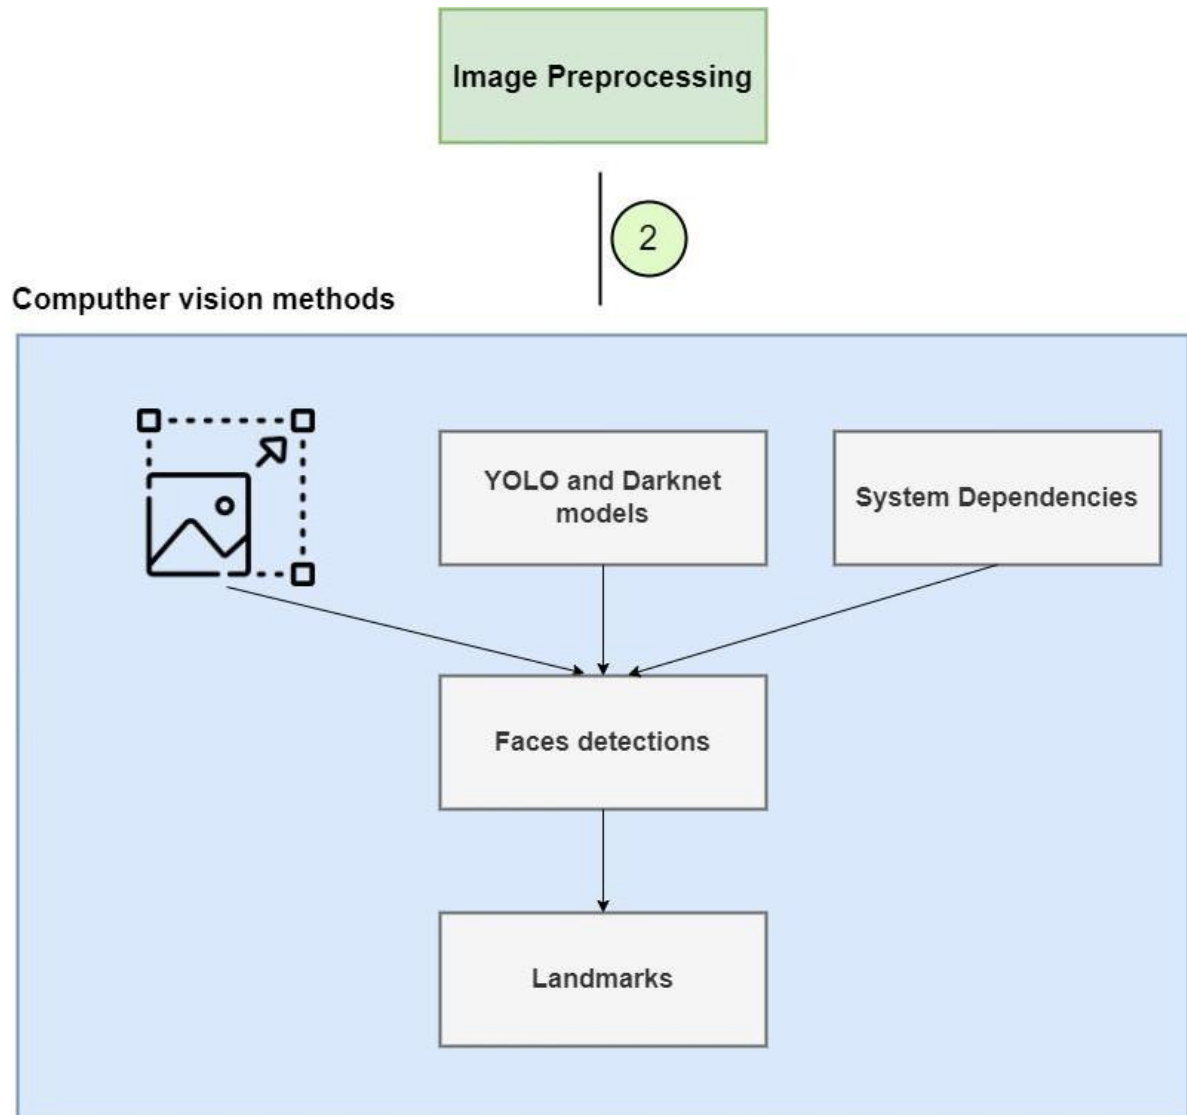 Image Preprocessing
2
Computher vision methods
YOLO and Darknet
models
System Dependencies
Faces detections
Landmarks